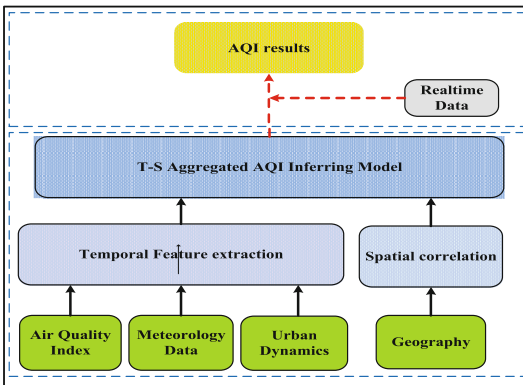 AQI results
Realtime
Data
T-S Aggregated AQI Inferring Model
Temporal Feature extraction
Spatial correlation
Air Quality
Index
Meteorology
Data
Urban
Dynamics
Geography